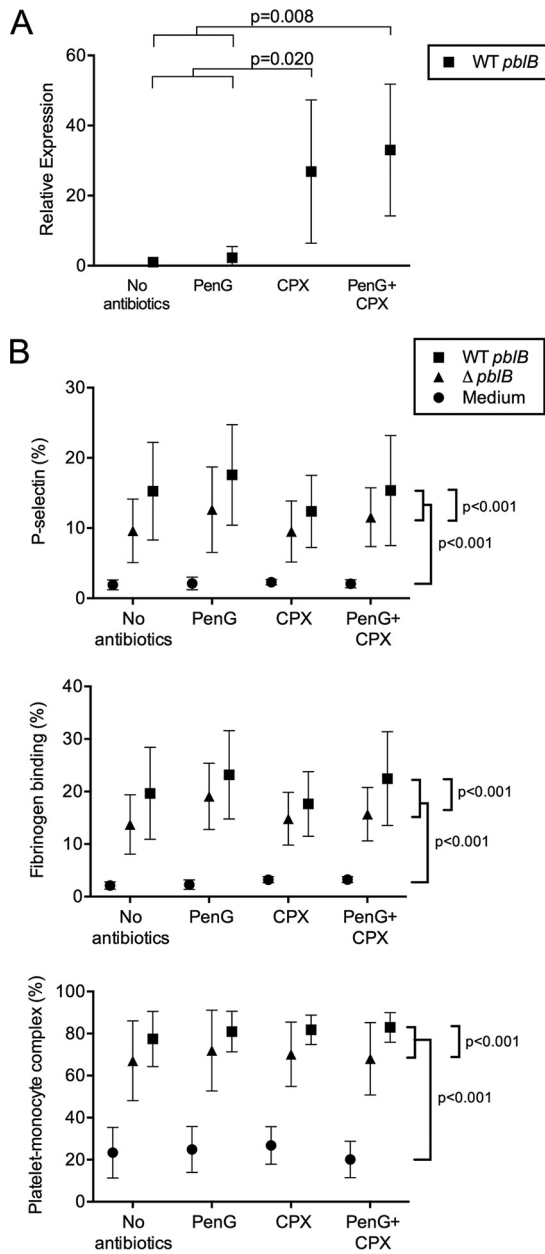 A
p=0.008
p=0.020
WT pblB
Relative Expression
60
40
20
0
No antibiotics
PenG
CPX
PenG+ CPX
B
WT pblB
Δ pblB
Medium
P-selectin (%)
30
20
10
0
p<0.001
p<0.001
No antibiotics
PenG
CPX
PenG+ CPX
Fibrinogen binding (%)
40
30
20
10
0
p<0.001
p<0.001
No antibiotics
PenG
CPX
PenG+ CPX
Platelet-monocyte complex (%)
100
80
60
40
20
0
p<0.001
p<0.001
No antibiotics
PenG
CPX
PenG+ CPX